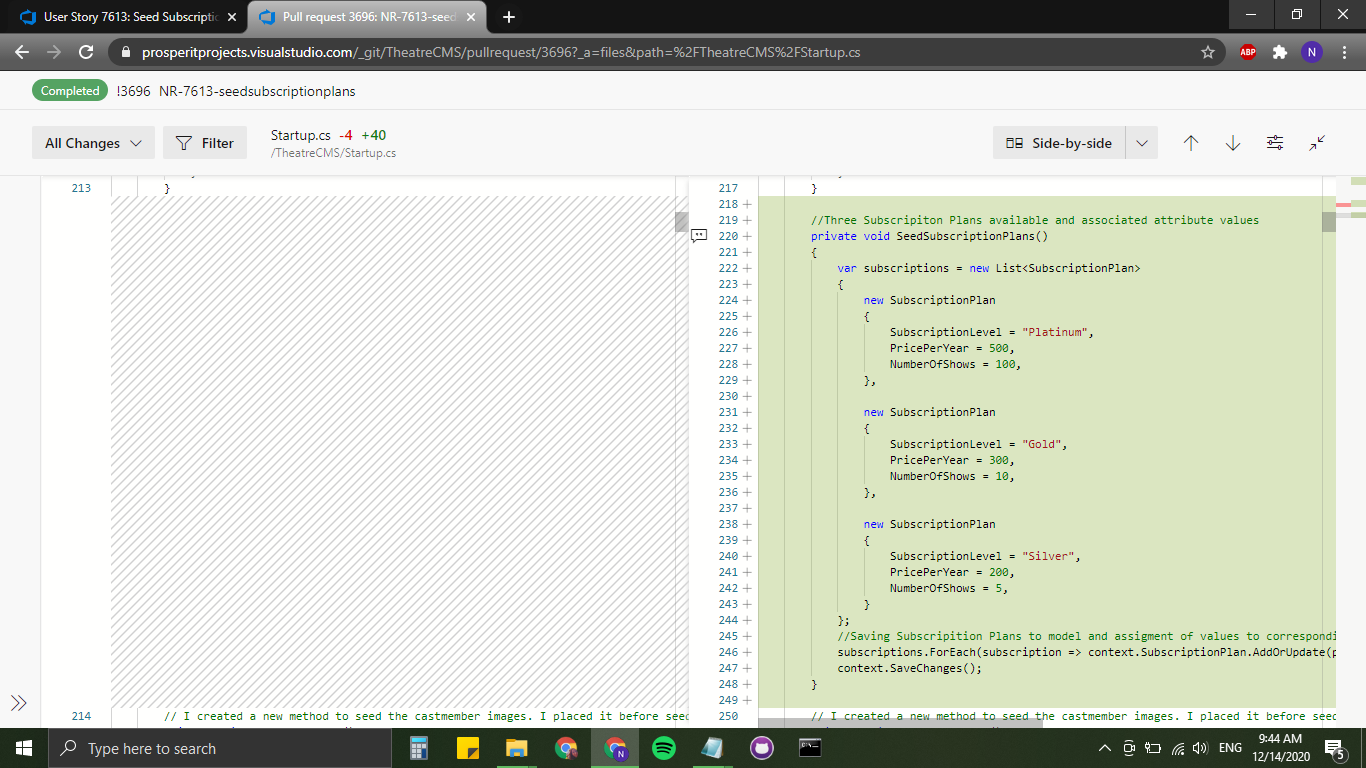 User Story 7613: Seed Subscripti
Pull request 3696: NR-7613-seed
prosperitprojects.visualstudio.com/_git/TheatreCMS/pullrequest/3696?_a=files&path=%2FTheatreCMS%2FStartup.cs
ABP
N
Completed !3696 NR-7613-seedsubscriptionplans
All Changes
Filter
Startup.cs -4 +40
/TheatreCMS/Startup.cs
Side-by-side
213 }
214 // I created a new method to seed the castmember images. I placed it before seed
217 }
218 +
219 + //Three Subscripiton Plans available and associated attribute values
220 + private void SeedSubscriptionPlans()
221 + {
222 + var subscriptions = new List<SubscriptionPlan>
223 + {
224 + new SubscriptionPlan
225 + {
226 + SubscriptionLevel = "Platinum",
227 + PricePerYear = 500,
228 + NumberOfShows = 100,
229 + },
230 +
231 + new SubscriptionPlan
232 + {
233 + SubscriptionLevel = "Gold",
234 + PricePerYear = 300,
235 + NumberOfShows = 10,
236 + },
237 +
238 + new SubscriptionPlan
239 + {
240 + SubscriptionLevel = "Silver",
241 + PricePerYear = 200,
242 + NumberOfShows = 5,
243 + }
244 + };
245 + //Saving Subscripition Plans to model and assigment of values to correspondi
246 + subscriptions.ForEach(subscription => context.SubscriptionPlan.AddOrUpdate(p
247 + context.SaveChanges();
248 + }
249 +
250 // I created a new method to seed the castmember images. I placed it before seed
Type here to search
N
ENG
9:44 AM
12/14/2020
5